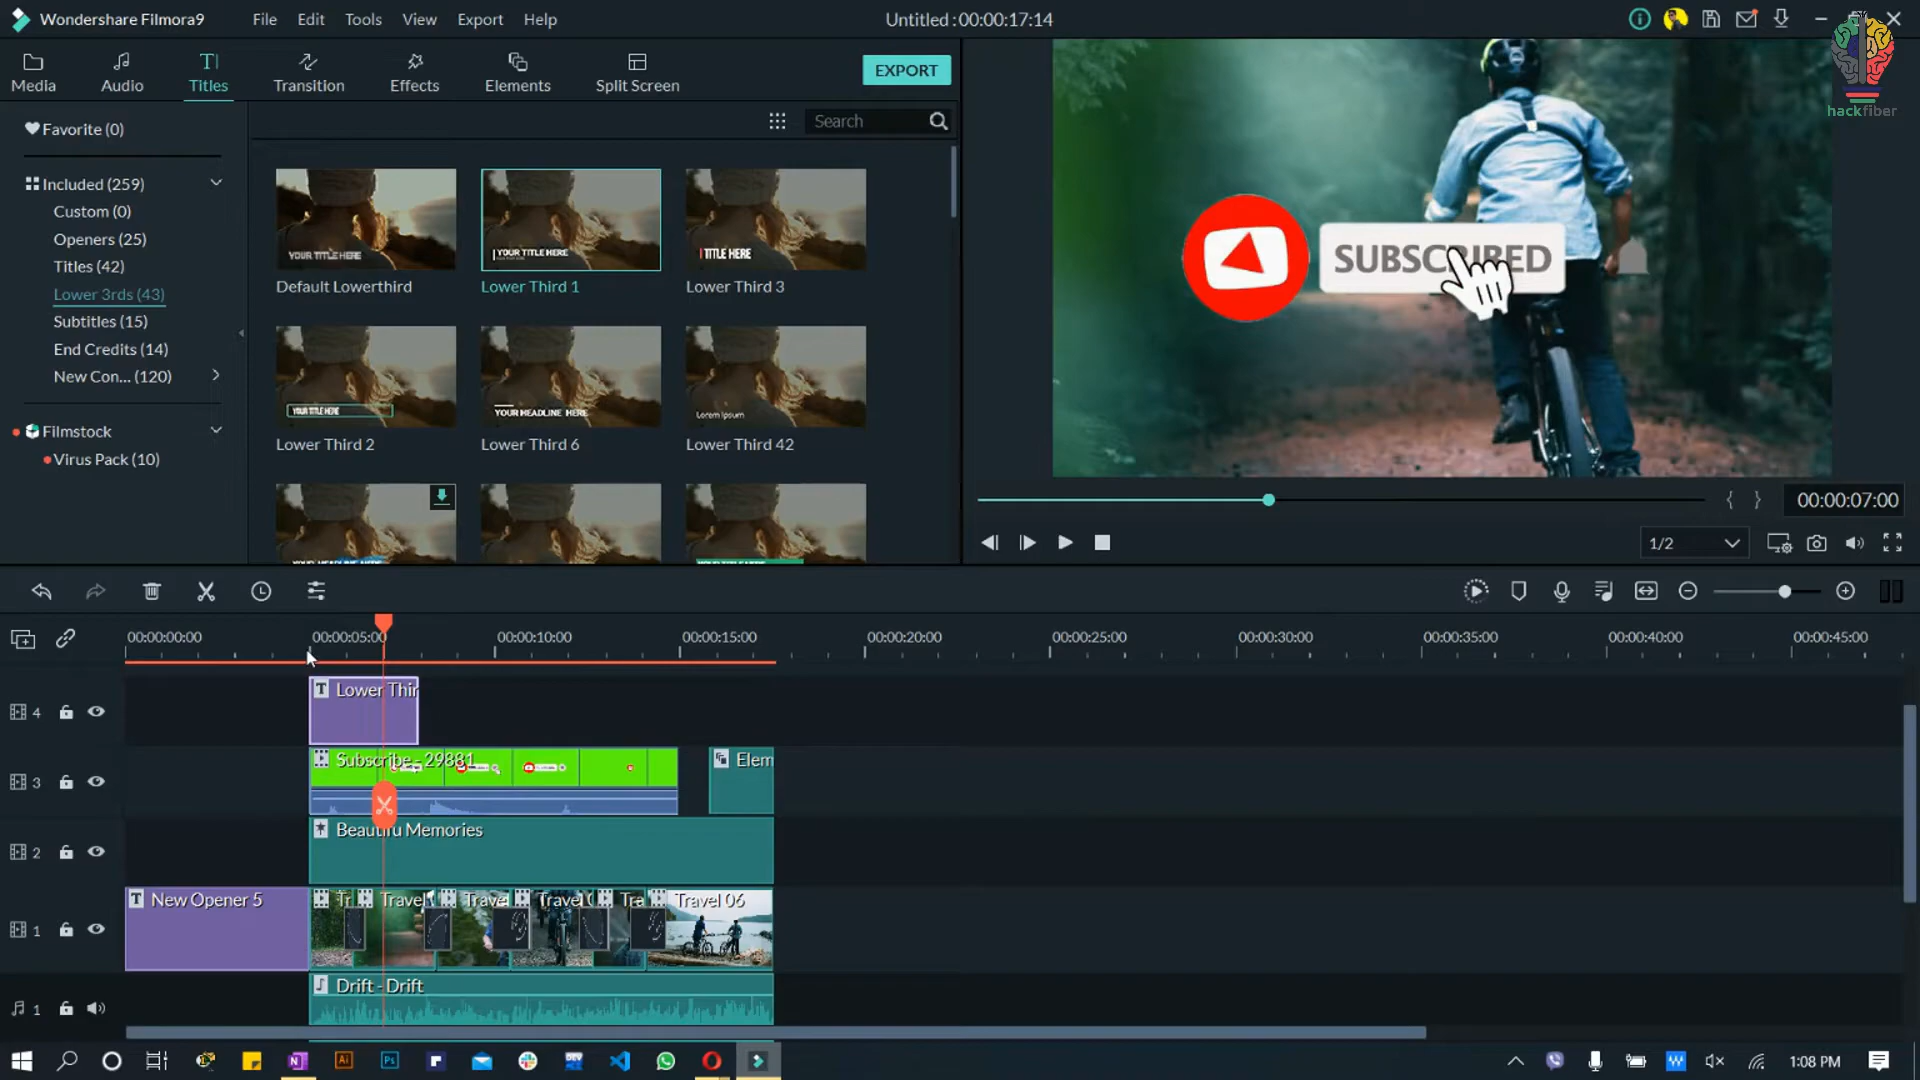 Wondershare Filmora9
File
Edit
Tools
View
Export
Help
Untitled : 00:00:17:14
Media
Audio
Titles
Transition
Effects
Elements
Split Screen
EXPORT
hackfiber
Favorite (0)
Search
Included (259)
Custom (0)
Openers (25)
Titles (42)
Lower 3rds (43)
Subtitles (15)
End Credits (14)
New Con... (120)
Filmstock
Virus Pack (10)
YOUR TITLE HERE
YOUR TITLE HERE
TITLE HERE
Default Lowerthird
Lower Third 1
Lower Third 3
YOUR TITLE HERE
YOUR HEADLINE HERE
Lorem Ipsum
Lower Third 2
Lower Third 6
Lower Third 42
SUBSCRIBED
00:00:07:00
1/2
00:00:00:00
00:00:05:00
00:00:10:00
00:00:15:00
00:00:20:00
00:00:25:00
00:00:30:00
00:00:35:00
00:00:40:00
00:00:45:00
4
Lower Thir
3
Subscribe - 29881
Elem
2
Beautiful Memories
1
New Opener 5
Tr
Travel
Trave
Travel
Tra
Travel 06
1
Drift - Drift
1:08 PM